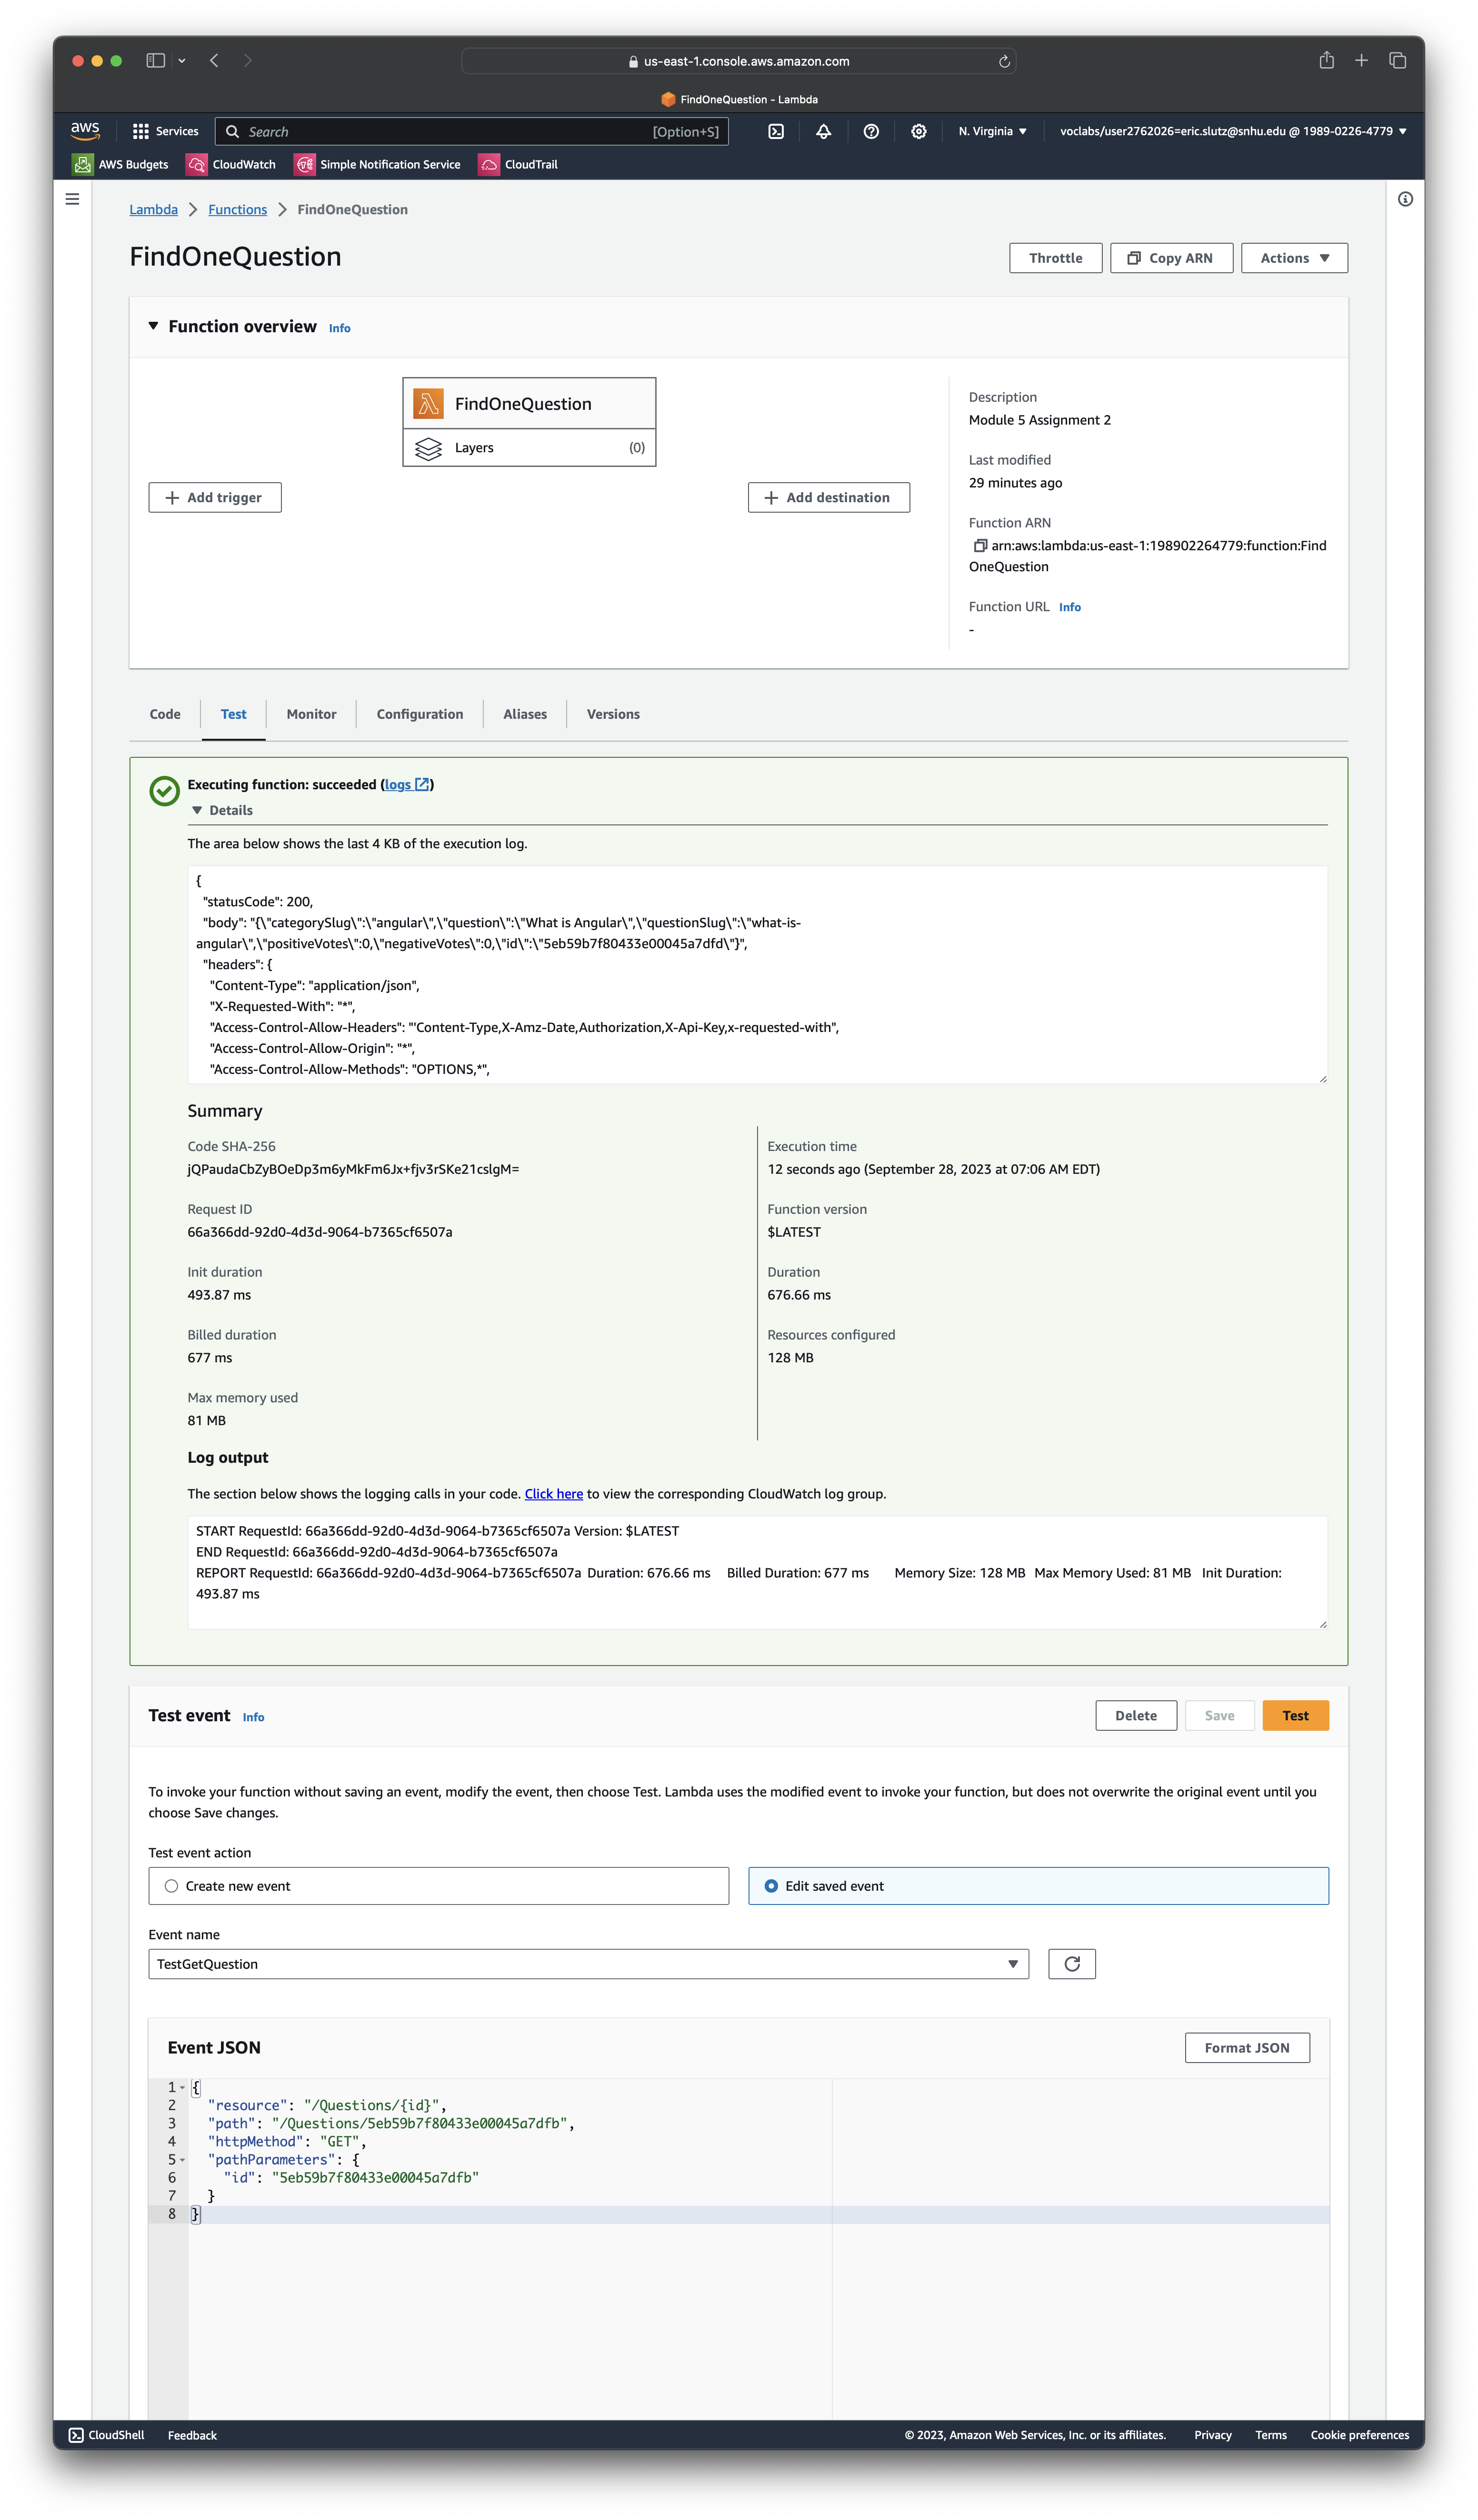 us-east-1.console.aws.amazon.com
FindOneQuestion - Lambda
aws
Services
Search
[Option+S]
N. Virginia
voclabs/user2762026=eric.slutz@snhu.edu @ 1989-0226-4779
AWS Budgets
CloudWatch
Simple Notification Service
CloudTrail
Lambda
Functions
FindOneQuestion
FindOneQuestion
Throttle
Copy ARN
Actions
Function overview
Info
FindOneQuestion
Layers
(0)
Add trigger
Add destination
Description
Module 5 Assignment 2
Last modified
29 minutes ago
Function ARN
arn:aws:lambda:us-east-1:198902264779:function:Find
OneQuestion
Function URL Info
-
Code
Test
Monitor
Configuration
Aliases
Versions
Executing function: succeeded (logs)
Details
The area below shows the last 4 KB of the execution log.
{
"statusCode": 200,
"body": "{\"categorySlug\":\"angular\",\"question\":\"What is Angular\",\"questionSlug\":\"what-is-
angular\",\"positiveVotes\":0,\"negativeVotes\":0,\"id\":\"5eb59b7f80433e00045a7dfd\"}",
"headers": {
"Content-Type": "application/json",
"X-Requested-With": "*",
"Access-Control-Allow-Headers": "'Content-Type,X-Amz-Date,Authorization,X-Api-Key,x-requested-with",
"Access-Control-Allow-Origin": "*",
"Access-Control-Allow-Methods": "OPTIONS,*",
Summary
Code SHA-256
jQPaudaCbZyBOeDp3m6yMkFm6Jx+fjv3rSKe21cslgM=
Execution time
12 seconds ago (September 28, 2023 at 07:06 AM EDT)
Request ID
66a366dd-92d0-4d3d-9064-b7365cf6507a
Function version
$LATEST
Init duration
493.87 ms
Duration
676.66 ms
Billed duration
677 ms
Resources configured
128 MB
Max memory used
81 MB
Log output
The section below shows the logging calls in your code. Click here to view the corresponding CloudWatch log group.
START RequestId: 66a366dd-92d0-4d3d-9064-b7365cf6507a Version: $LATEST
END RequestId: 66a366dd-92d0-4d3d-9064-b7365cf6507a
REPORT RequestId: 66a366dd-92d0-4d3d-9064-b7365cf6507a Duration: 676.66 ms Billed Duration: 677 ms Memory Size: 128 MB Max Memory Used: 81 MB Init Duration:
493.87 ms
Test event
Info
Delete
Save
Test
To invoke your function without saving an event, modify the event, then choose Test. Lambda uses the modified event to invoke your function, but does not overwrite the original event until you
choose Save changes.
Test event action
Create new event
Edit saved event
Event name
TestGetQuestion
Event JSON
Format JSON
1 {
2 "resource": "/Questions/{id}",
3 "path": "/Questions/5eb59b7f80433e00045a7dfb",
4 "httpMethod": "GET",
5 "pathParameters": {
6 "id": "5eb59b7f80433e00045a7dfb"
7 }
8 }
CloudShell
Feedback
© 2023, Amazon Web Services, Inc. or its affiliates.
Privacy
Terms
Cookie preferences